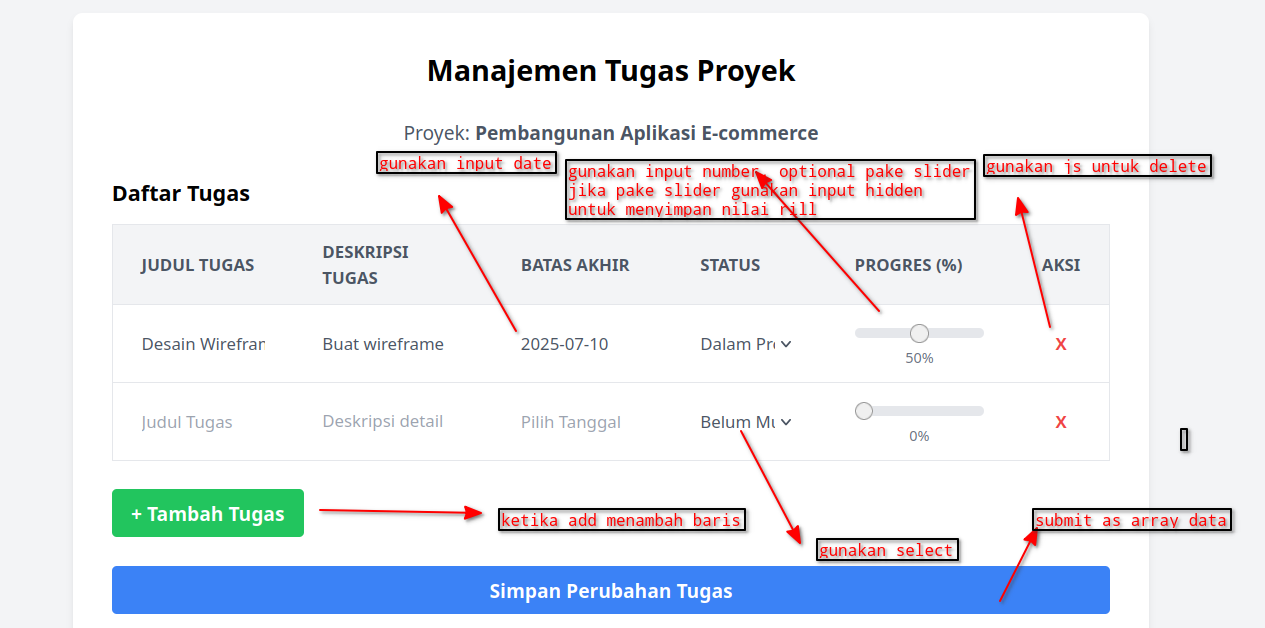 Manajemen Tugas Proyek
Proyek: Pembangunan Aplikasi E-commerce
gunakan input date
gunakan input number, optional pake slider
jika pake slider gunakan input hidden
untuk menyimpan nilai rill
gunakan js untuk delete
Daftar Tugas
JUDUL TUGAS
DESKRIPSI
TUGAS
BATAS AKHIR
STATUS
PROGRES (%)
AKSI
Desain Wirefran
Buat wireframe
2025-07-10
Dalam Pro
50%
X
Judul Tugas
Deskripsi detail
Pilih Tanggal
Belum Mu
0%
X
+ Tambah Tugas
ketika add menambah baris
gunakan select
submit as array data
Simpan Perubahan Tugas